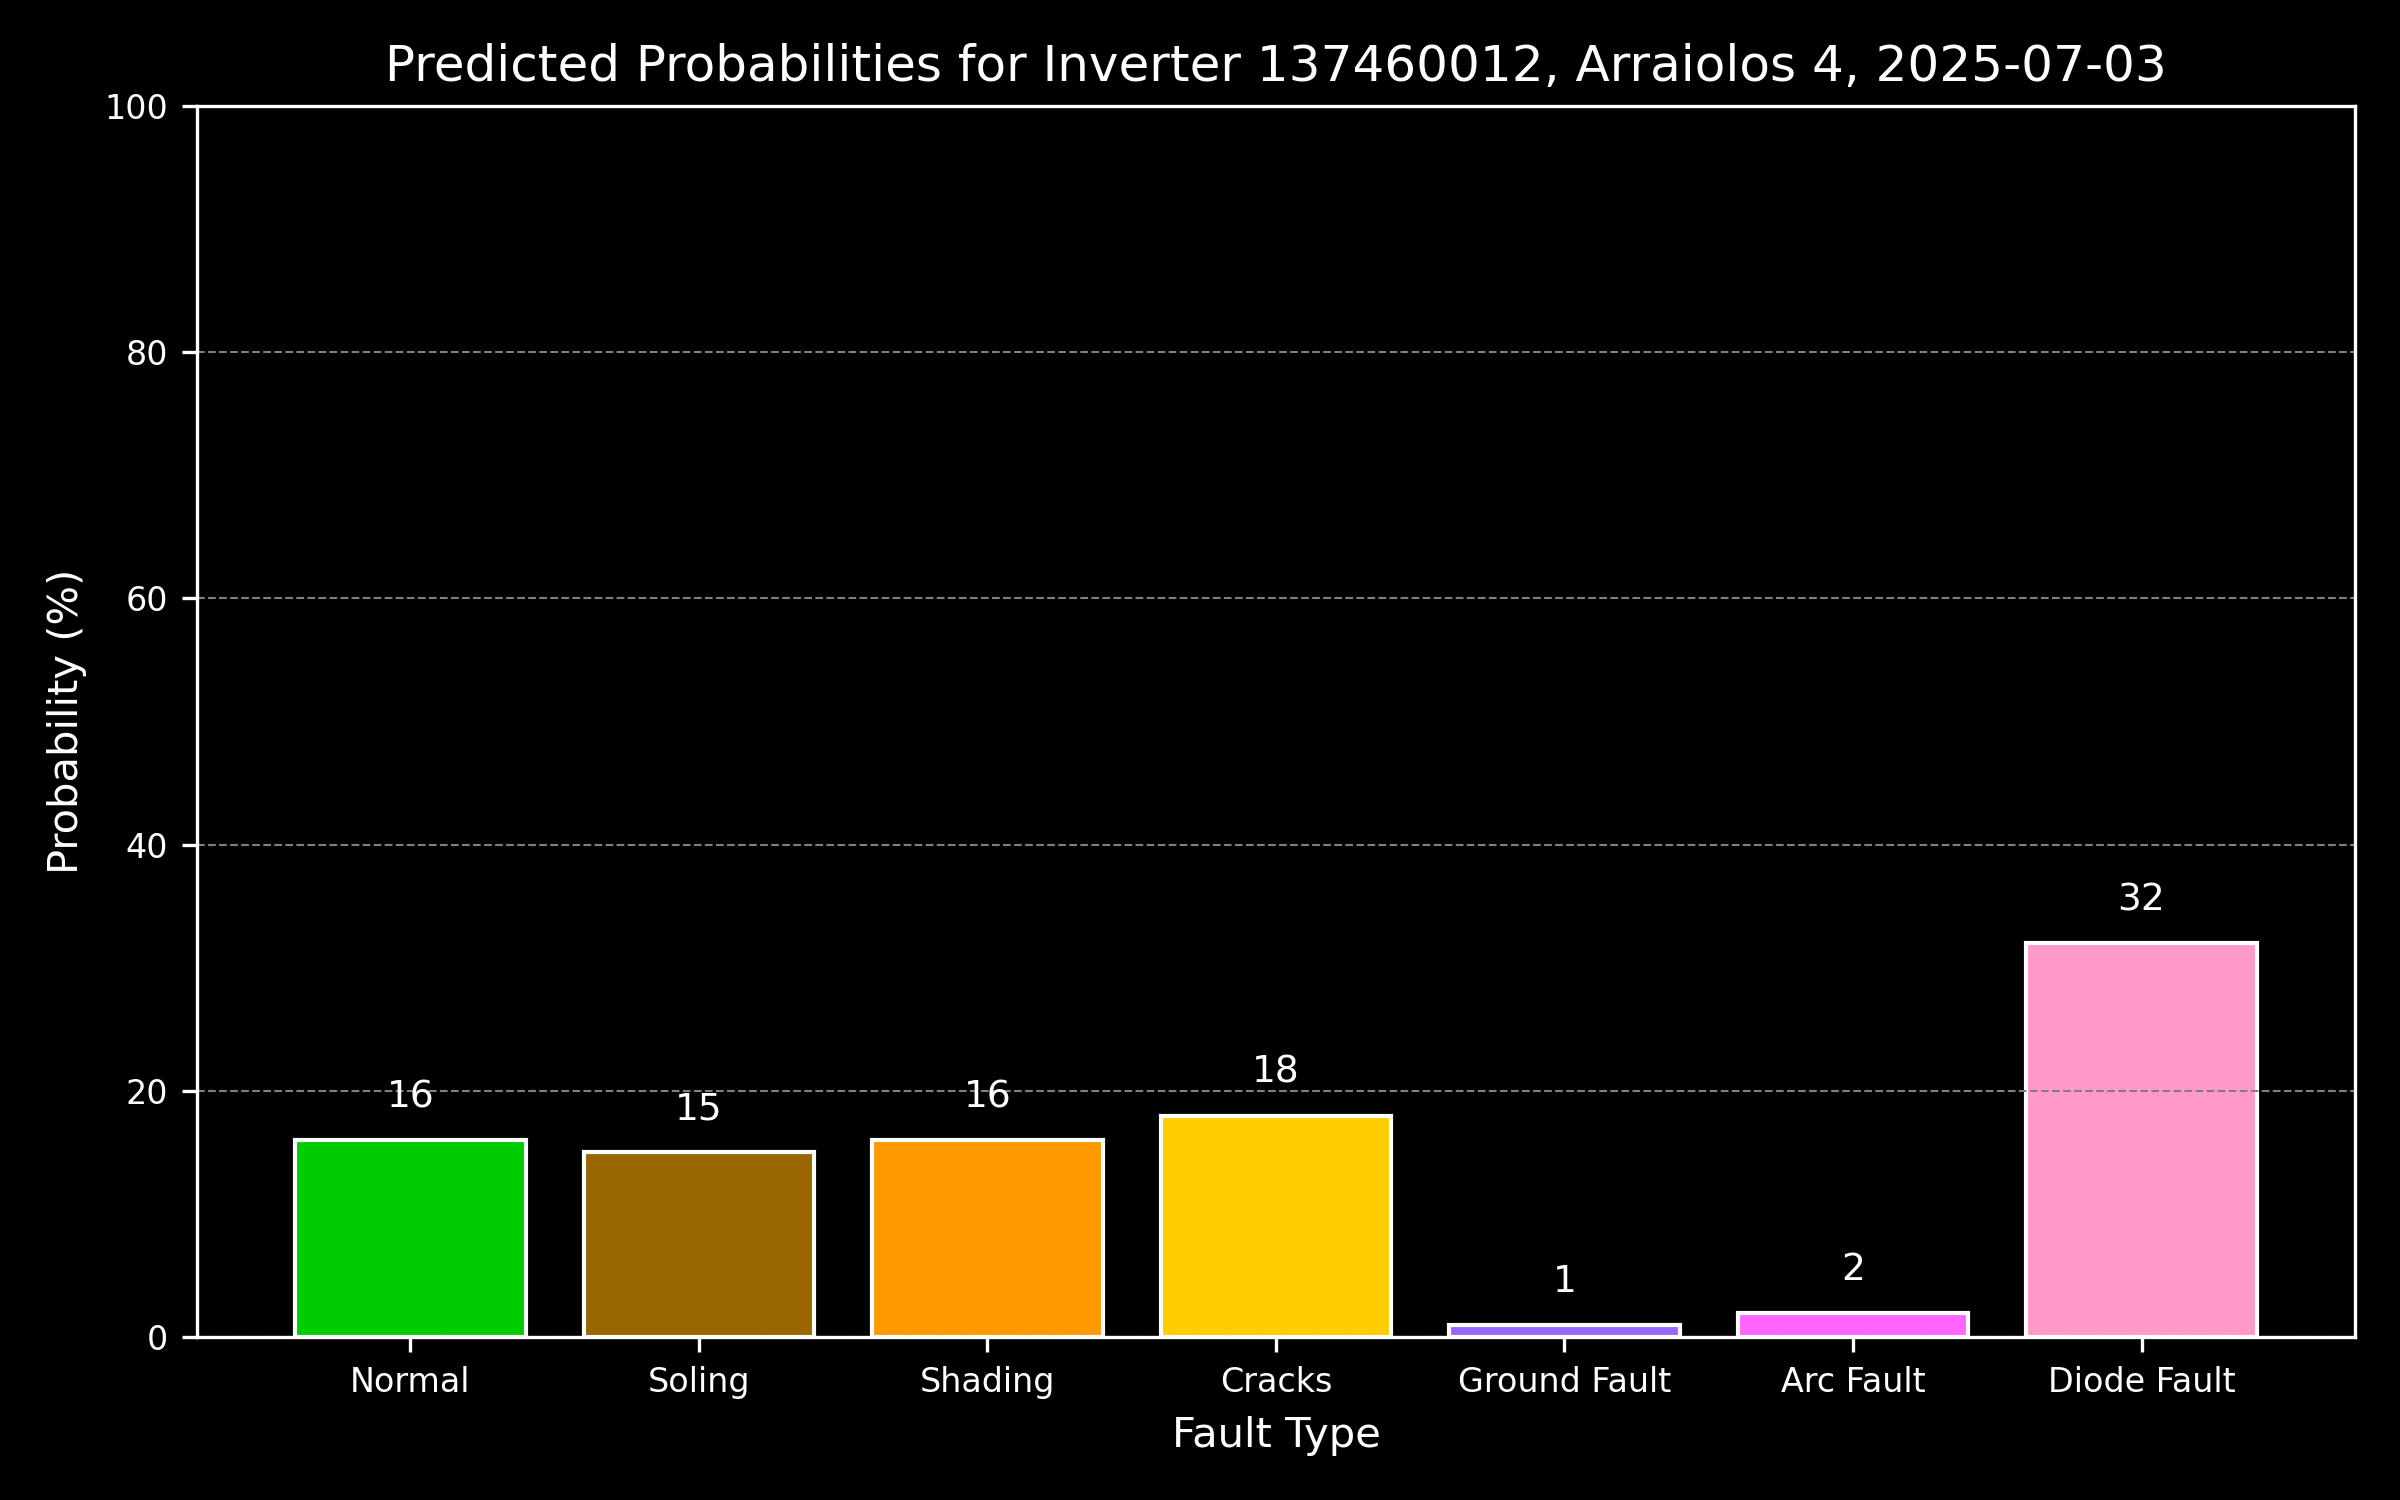 Predicted Probabilities for Inverter 137460012, Arraiolos 4, 2025-07-03
100
80
60
40
20
0
Probability (%)
16
15
16
18
1
2
32
Normal
Soling
Shading
Cracks
Ground Fault
Arc Fault
Diode Fault
Fault Type